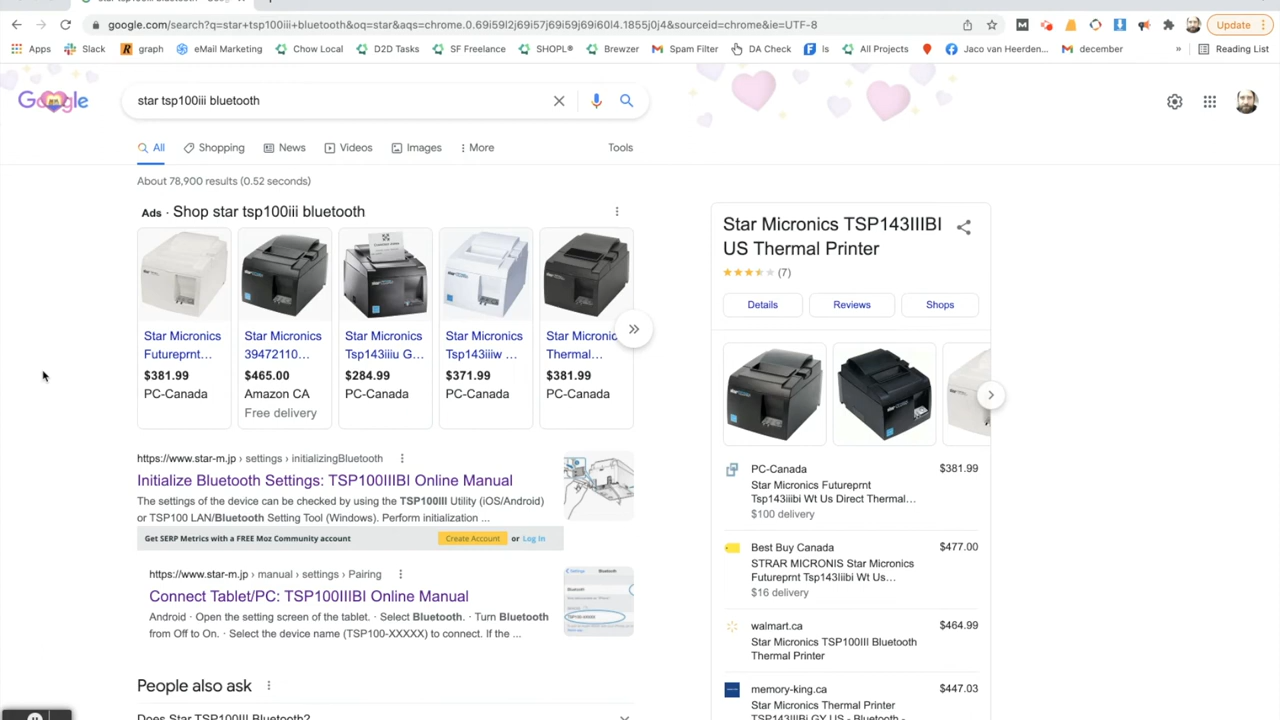 google.com/search?q=star+tsp100iii+bluetooth&oq=star&aqs=chrome.0.69i59l2j69i57j69i59j69i60l4.1855j0j4&sourceid=chrome&ie=UTF-8
Update
Apps
Slack
graph
eMail Marketing
Chow Local
D2D Tasks
SF Freelance
SHOPL®
Brewzer
Spam Filter
DA Check
ls
All Projects
Jaco van Heerden...
december
»
Reading List
Google
star tsp100iii bluetooth
All
Shopping
News
Videos
Images
More
Tools
About 78,900 results (0.52 seconds)
Ads · Shop star tsp100iii bluetooth
Star Micronics
Futureprnt...
$381.99
PC-Canada
Star Micronics
39472110...
$465.00
Amazon CA
Free delivery
Star Micronics
Tsp143iiiu G...
$284.99
PC-Canada
Star Micronics
Tsp143iiiw ...
$371.99
PC-Canada
Star Micronic
Thermal...
$381.99
PC-Canada
https://www.star-m.jp › settings › initializingBluetooth
Initialize Bluetooth Settings: TSP100IIIBI Online Manual
The settings of the device can be checked by using the TSP100III Utility (iOS/Android)
or TSP100 LAN/Bluetooth Setting Tool (Windows). Perform initialization ...
Get SERP Metrics with a FREE Moz Community account
Create Account or Log In
https://www.star-m.jp › manual › settings › Pairing
Connect Tablet/PC: TSP100IIIBI Online Manual
Android · Open the setting screen of the tablet. · Select Bluetooth. · Turn Bluetooth
from Off to On. · Select the device name (TSP100-XXXXX) to connect. If the ...
People also ask
Does Star TSP100III Bluetooth?
Star Micronics TSP143IIIBI
US Thermal Printer
(7)
Details
Reviews
Shops
PC-Canada
$381.99
Star Micronics Futureprnt
Tsp143iiibi Wt Us Direct Thermal...
$100 delivery
Best Buy Canada
$477.00
STRAR MICRONIS Star Micronics
Futureprnt Tsp143Iiibi Wt Us...
$16 delivery
walmart.ca
$464.99
Star Micronics TSP100III Bluetooth
Thermal Printer
memory-king.ca
$447.03
Star Micronics Thermal Printer
TSP143IIIBi GY US - Bluetooth -